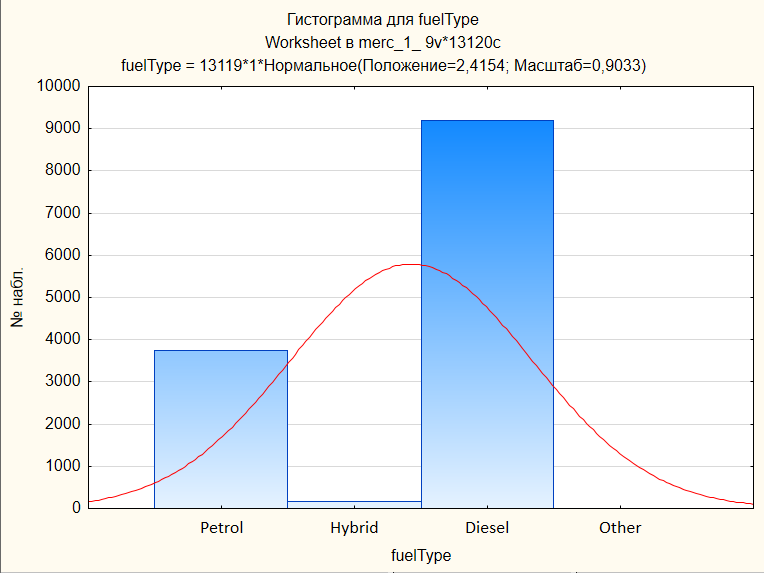 Гистограмма для fuelType
Worksheet в merc_1_ 9v*13120c
fuelType = 13119*1*Нормальное(Положение=2,4154; Масштаб=0,9033)
10000
9000
8000
7000
6000
5000
4000
3000
2000
1000
0
№ набл.
Petrol Hybrid Diesel Other
fuelType